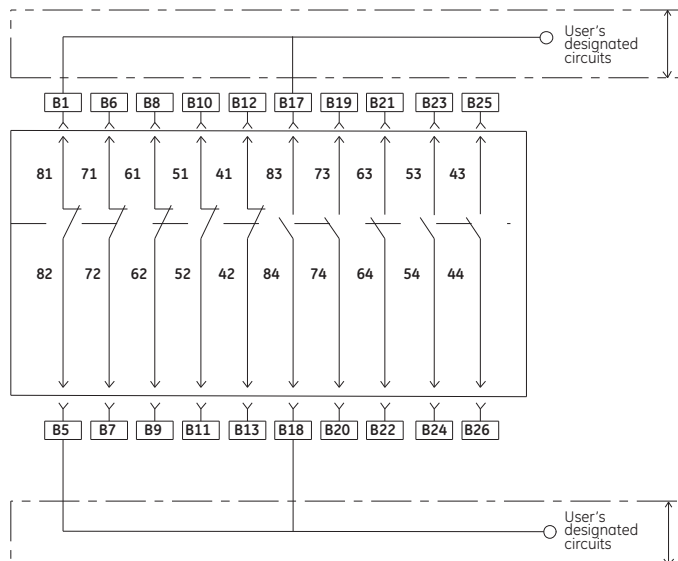 User's
designated
circuits
B1 B6 B8 B10 B12 B17 B19 B21 B23 B25
81 71 61 51 41 83 73 63 53 43
82 72 62 52 42 84 74 64 54 44
B5 B7 B9 B11 B13 B18 B20 B22 B24 B26
User's
designated
circuits